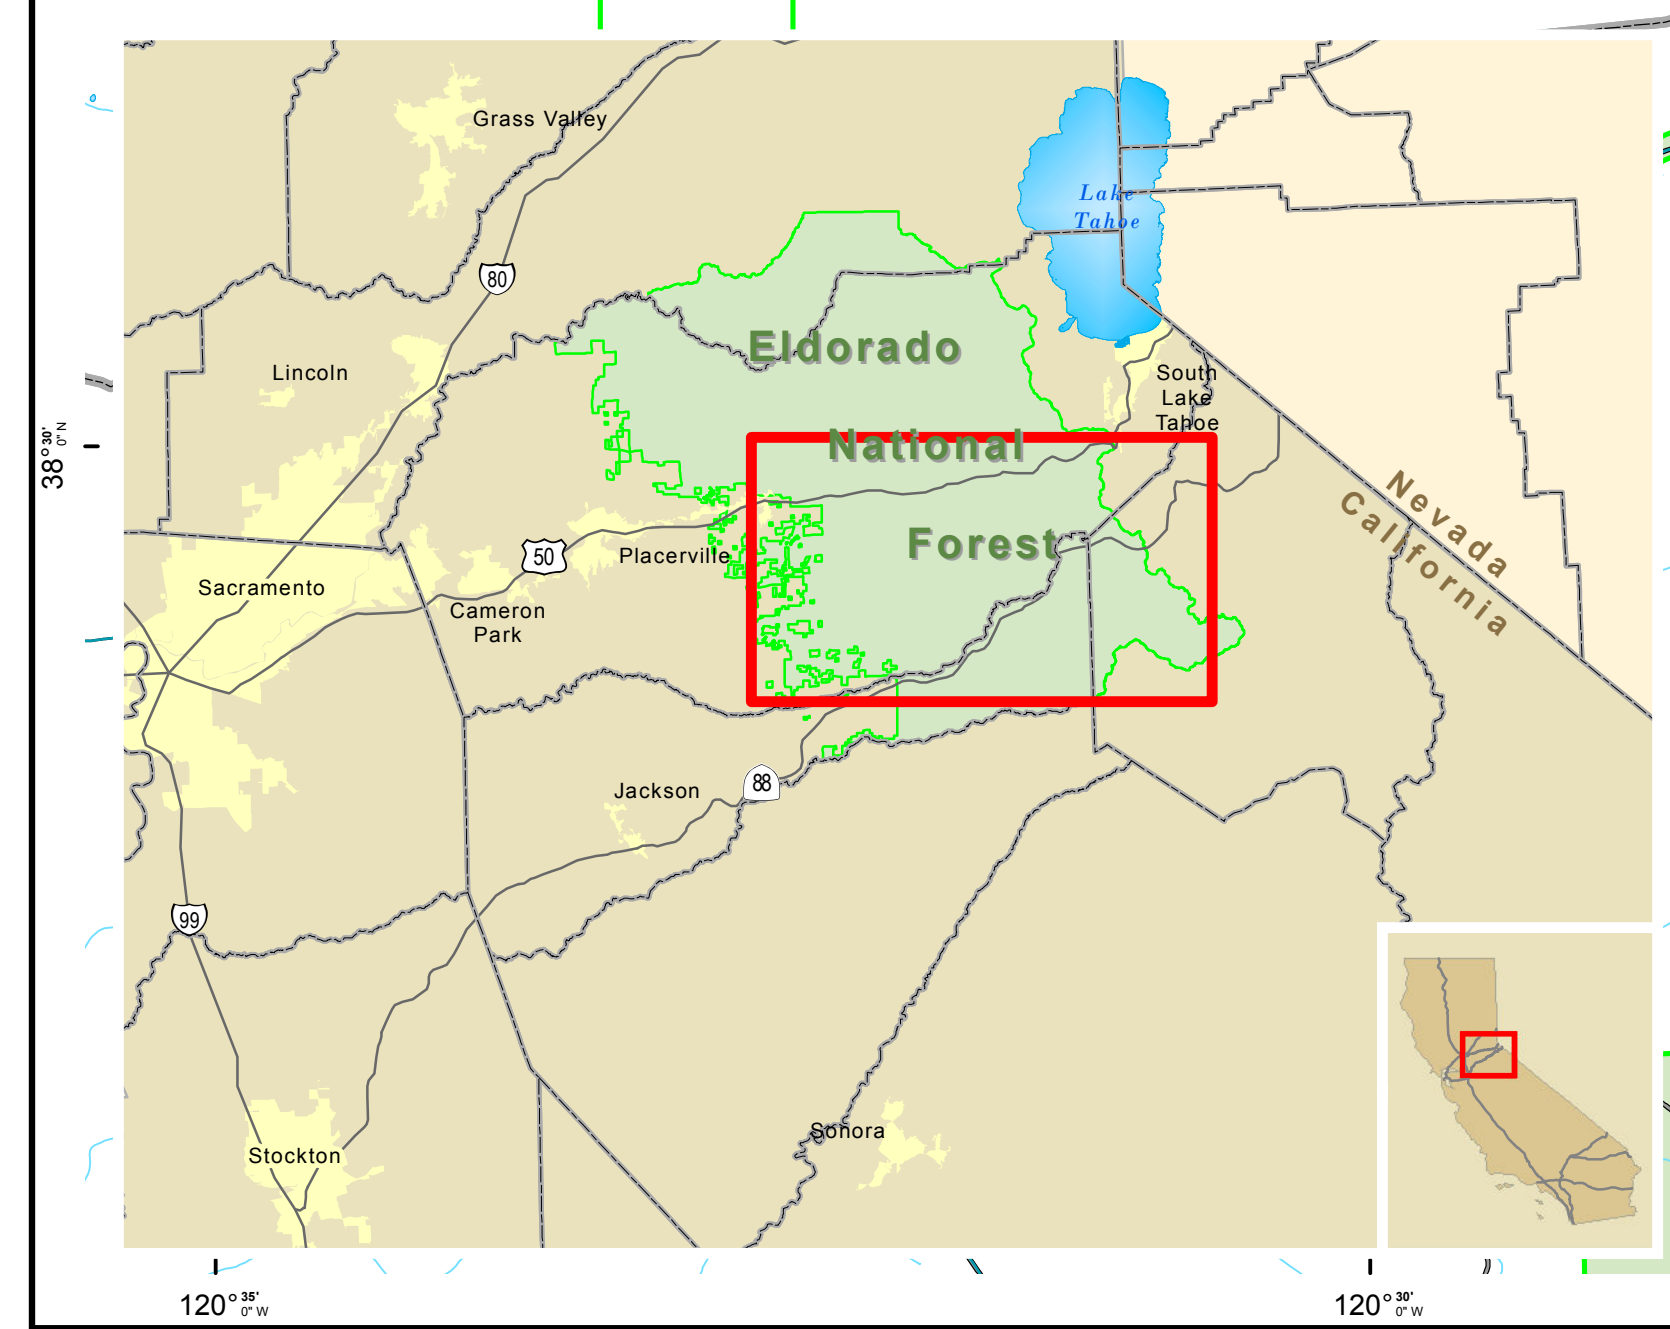 Grass Valley
Lake
Tahoe
80
Eldorado
Lincoln
South
Lake
Tahoe
38° 30' 0" N
National
Nevada
California
Forest
50
Placerville
Sacramento
Cameron
Park
Jackson
88
99
Sonora
Stockton
120° 35' 0" W
120° 30' 0" W